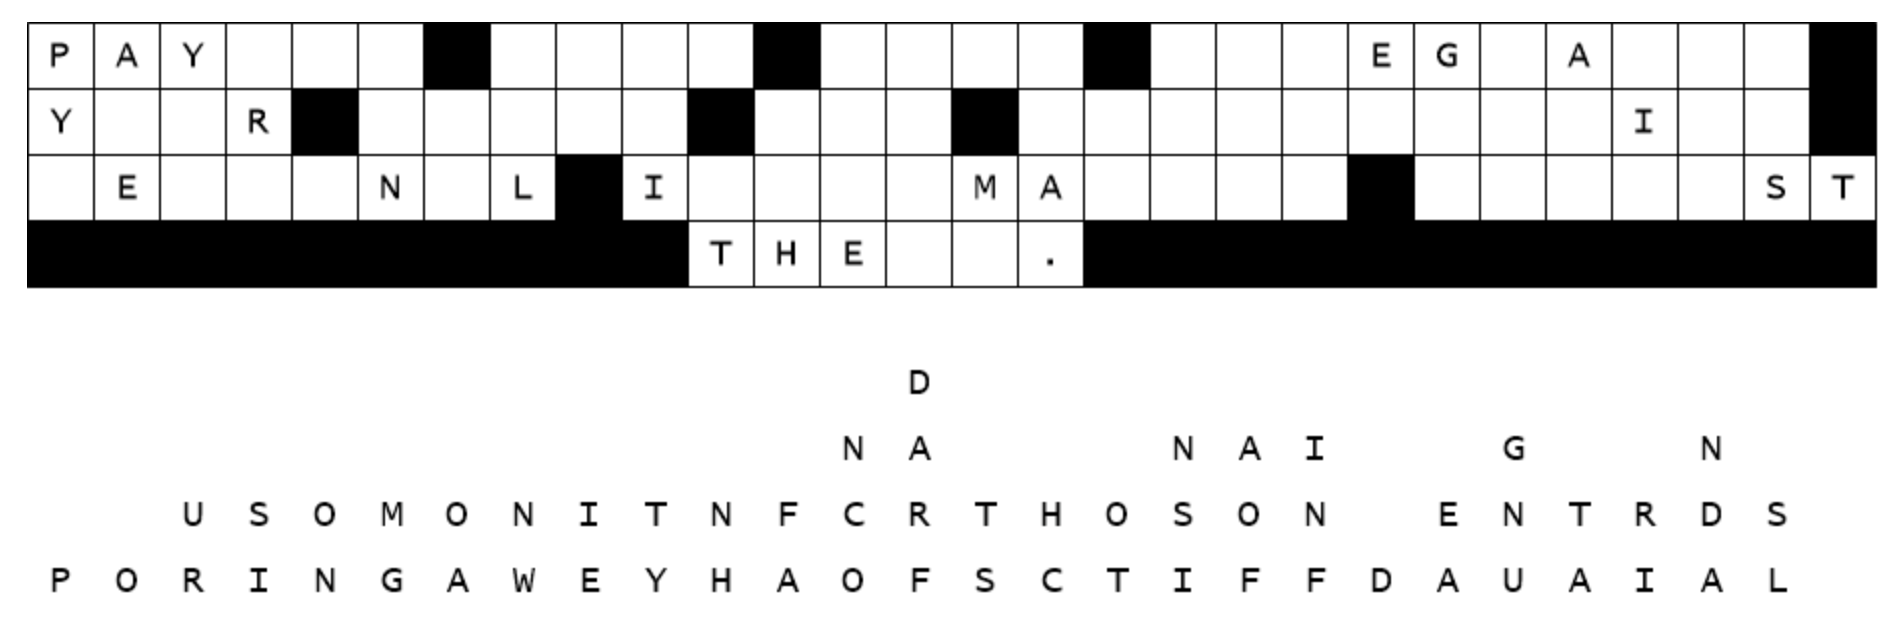 P A Y E G A
Y R I
E N L I M A S T
T H E .
D
N A N A I G N
U S O M O N I T N F C R T H O S O N E N T R D S
P O R I N G A W E Y H A O F S C T I F F D A U A I A L